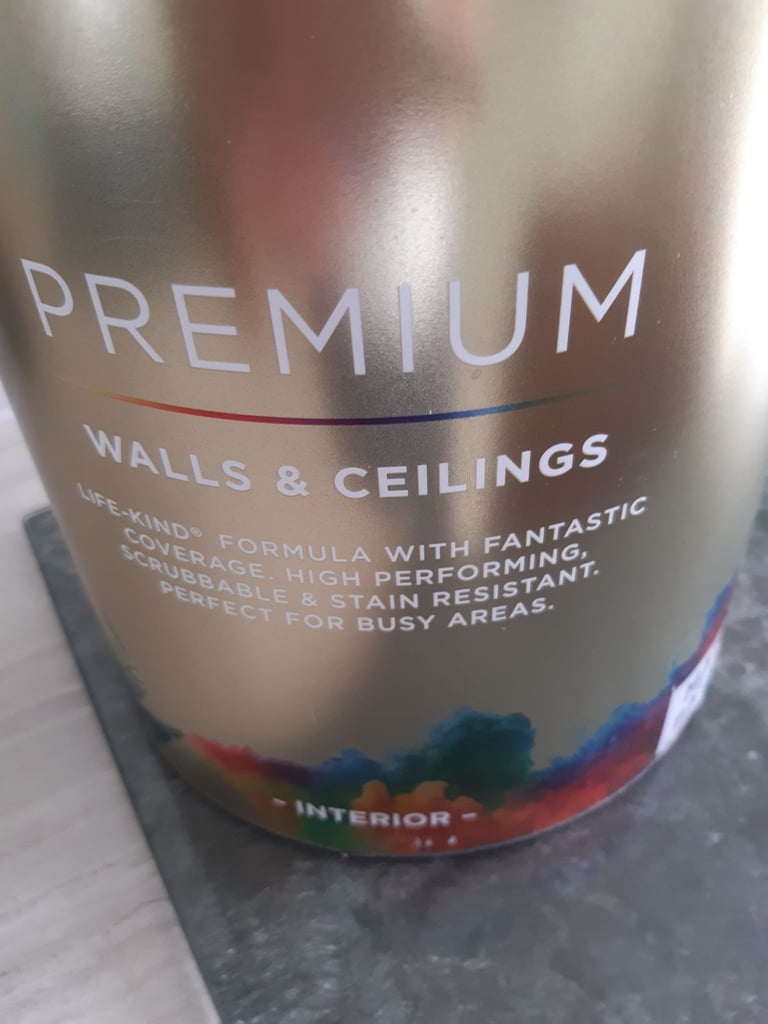 PREMIUM
WALLS & CEILINGS
LIFE-KIND® FORMULA WITH FANTASTIC
COVERAGE. HIGH PERFORMING,
SCRUBBABLE & STAIN RESISTANT.
PERFECT FOR BUSY AREAS.
- INTERIOR -